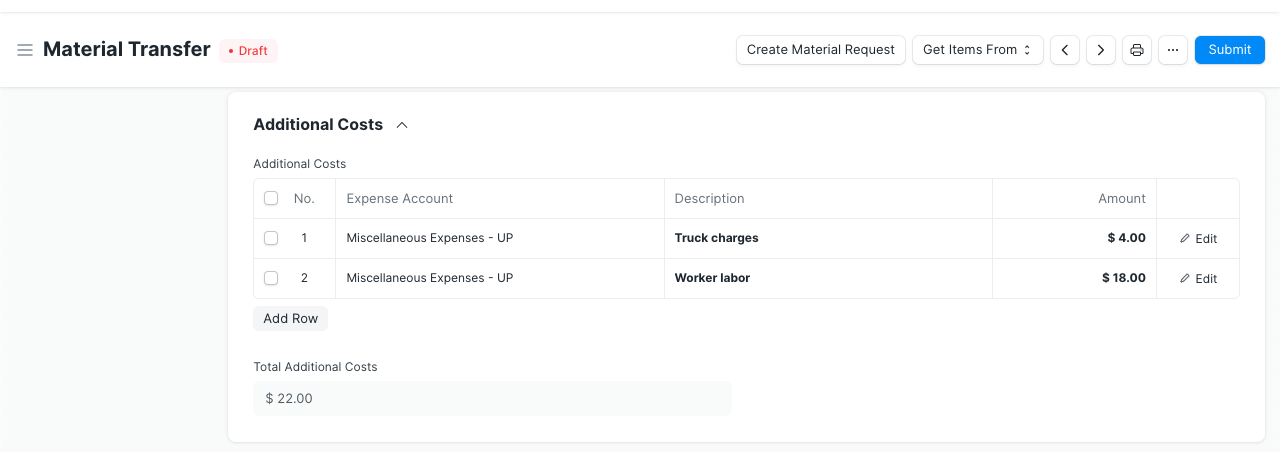 Material Transfer • Draft Create Material Request Get Items From ... Submit
Additional Costs
Additional Costs
No. Expense Account Description Amount
1 Miscellaneous Expenses - UP Truck charges $ 4.00 Edit
2 Miscellaneous Expenses - UP Worker labor $ 18.00 Edit
Add Row
Total Additional Costs
$ 22.00